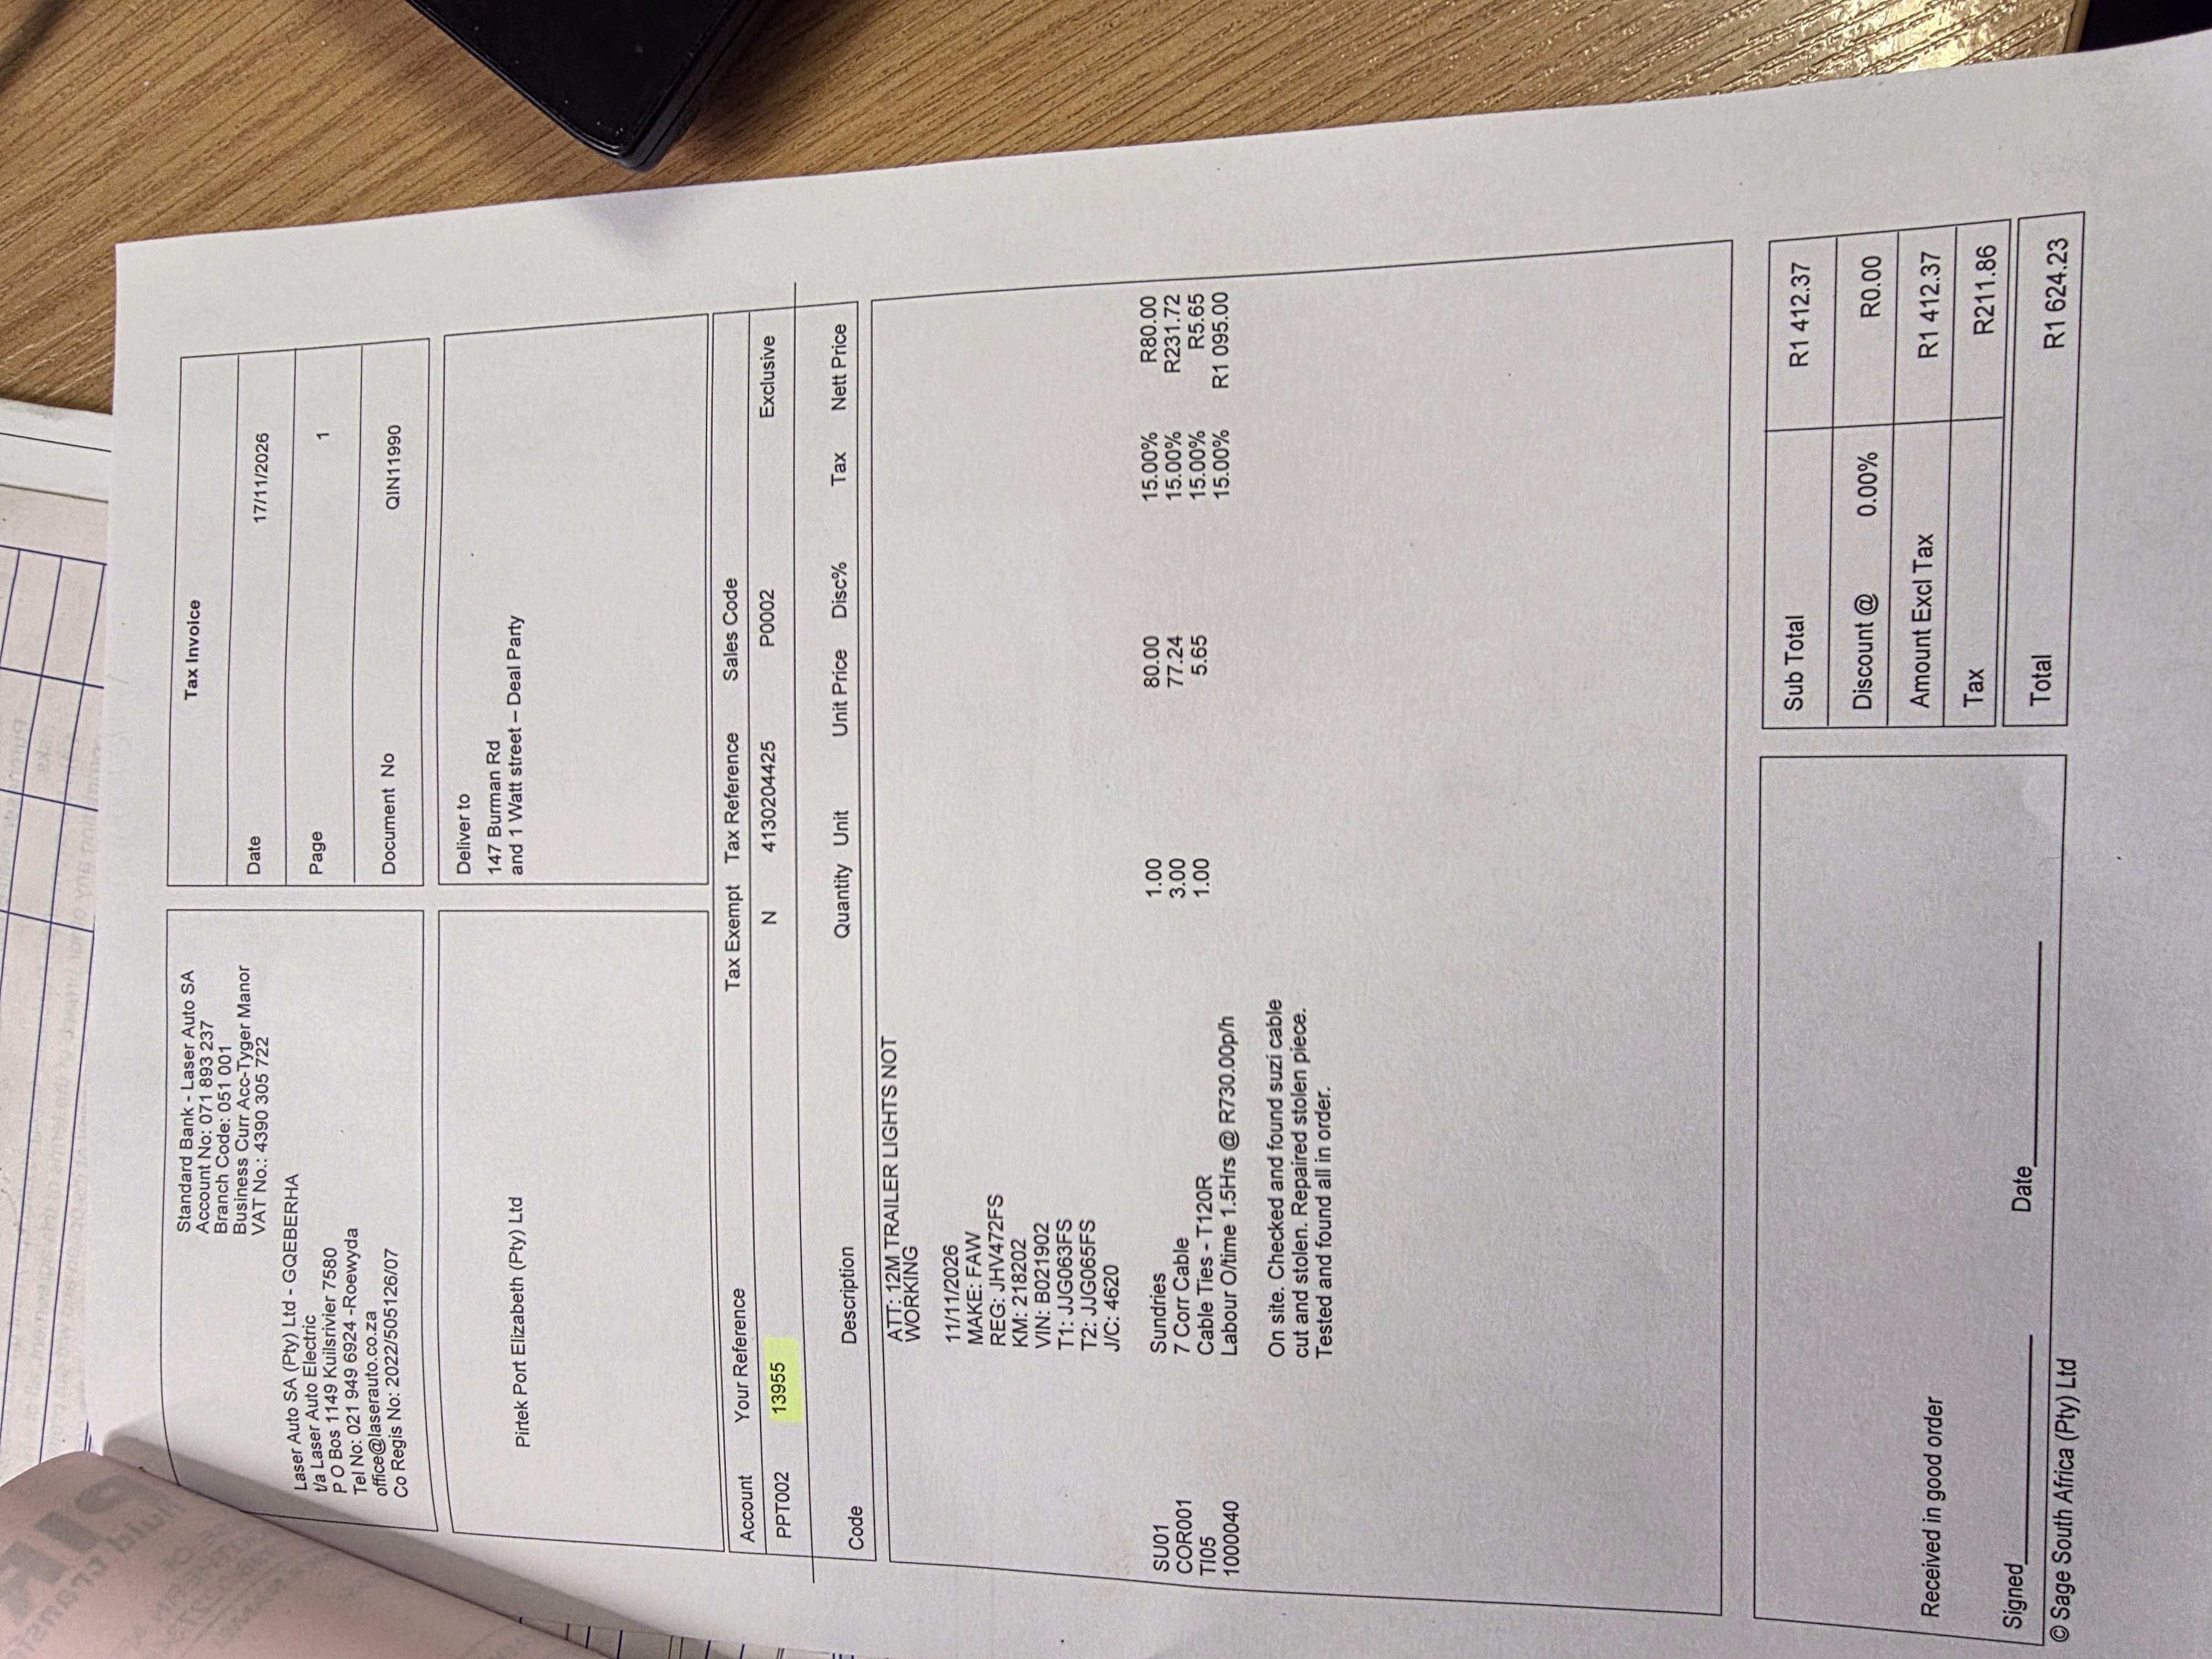 Standard Bank - Laser Auto SA
Account No: 071 893 237
Branch Code: 051 001
Business Curr Acc-Tyger Manor
VAT No.: 4390 305 722
Laser Auto SA (Pty) Ltd - GQEBERHA
t/a Laser Auto Electric
P O Bos 1149 Kuilsrivier 7580
Tel No: 021 949 6924 -Roewyda
office@laserauto.co.za
Co Regis No: 2022/505126/07
Tax Invoice
Date 17/11/2026
Page 1
Document No QIN11990
Pirtek Port Elizabeth (Pty) Ltd
Deliver to
147 Burman Rd
and 1 Watt street – Deal Party
Account Your Reference Tax Exempt Tax Reference Sales Code
PPT002 13955 N 4130204425 P0002 Exclusive
Code Description Quantity Unit Unit Price Disc% Tax Nett Price
ATT: 12M TRAILER LIGHTS NOT
WORKING
11/11/2026
MAKE: FAW
REG: JHV472FS
KM: 218202
VIN: B021902
T1: JJG063FS
T2: JJG065FS
J/C: 4620
SU01 Sundries 1.00 80.00 15.00% R80.00
COR001 7 Corr Cable 3.00 77.24 15.00% R231.72
TI05 Cable Ties - T120R 1.00 5.65 15.00% R5.65
1000040 Labour O/time 1.5Hrs @ R730.00p/h 15.00% R1 095.00
On site. Checked and found suzi cable
cut and stolen. Repaired stolen piece.
Tested and found all in order.
Sub Total R1 412.37
Discount @ 0.00% R0.00
Amount Excl Tax R1 412.37
Tax R211.86
Total R1 624.23
Received in good order
Signed Date
© Sage South Africa (Pty) Ltd